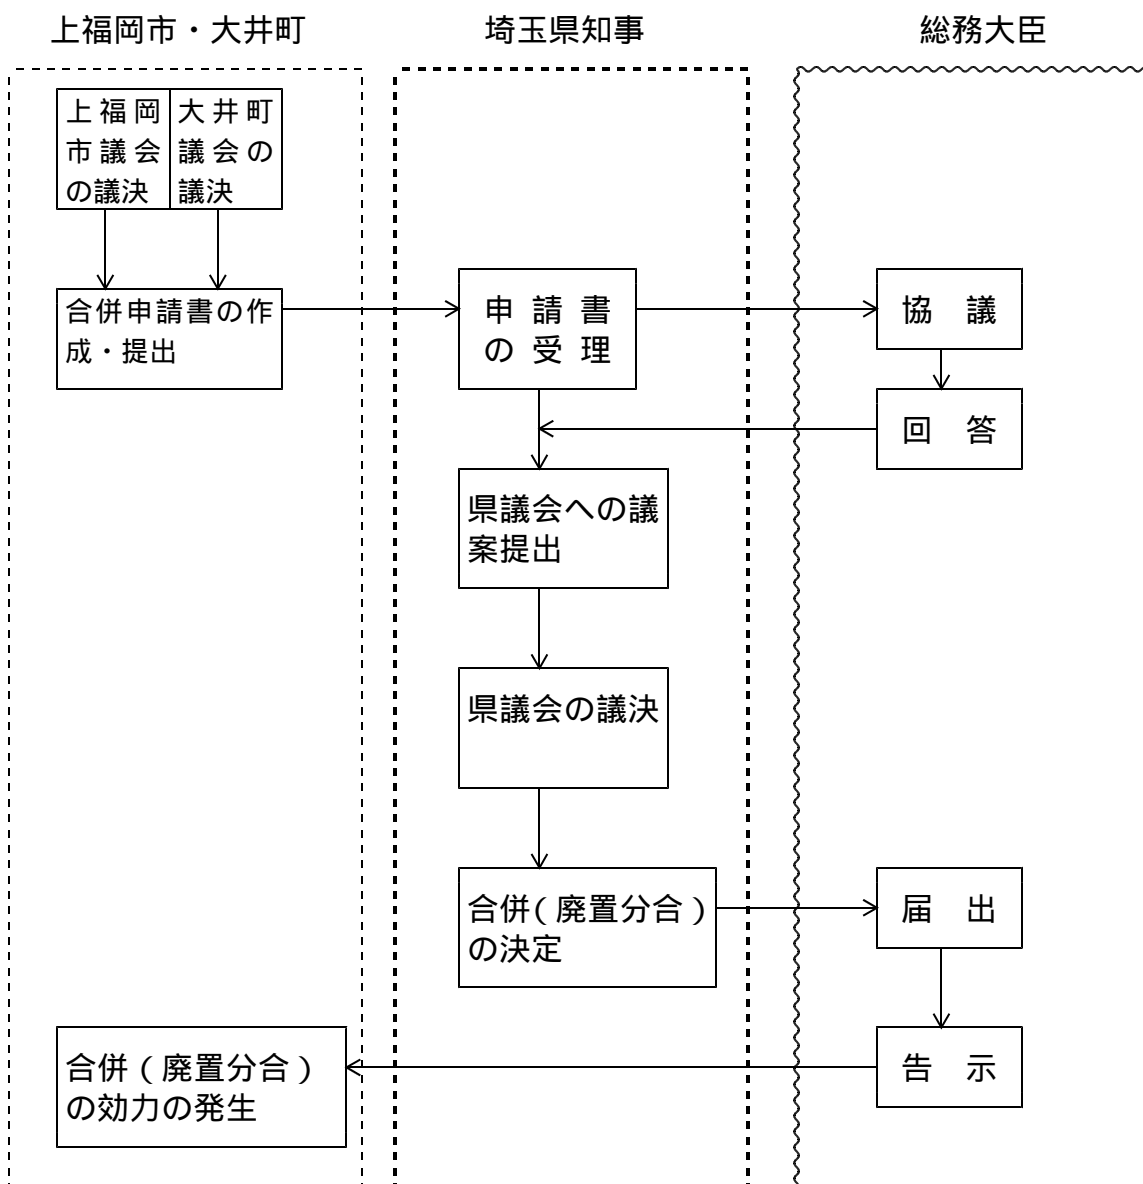 上福岡市・大井町
埼玉県知事
総務大臣
上福岡
市議会
の議決
大井町
議会の
議決
合併申請書の作
成・提出
申請書
の受理
協　議
回　答
県議会への議
案提出
県議会の議決
合併（廃置分合）
の決定
届　出
告　示
合併（廃置分合）
の効力の発生